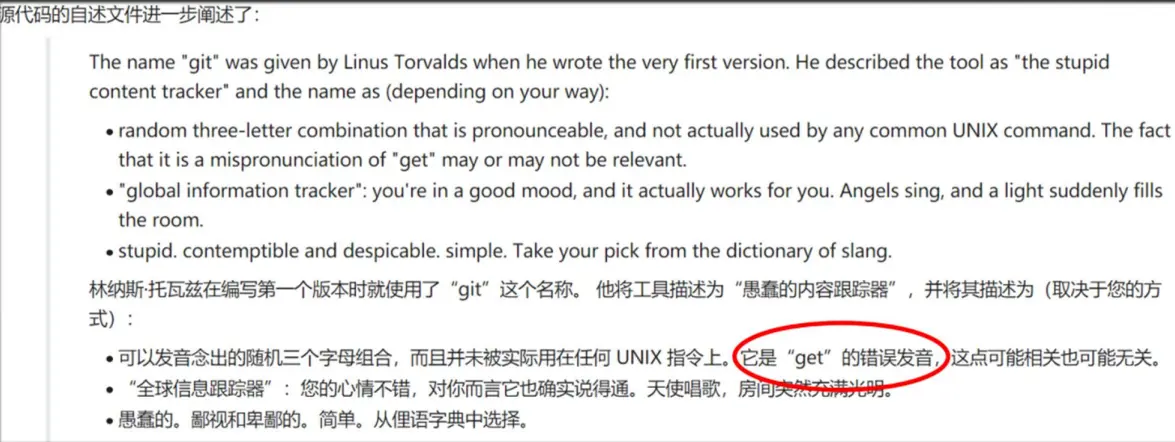 源代码的自述文件进一步阐述了：
The name "git" was given by Linus Torvalds when he wrote the very first version. He described the tool as "the stupid
content tracker" and the name as (depending on your way):
• random three-letter combination that is pronounceable, and not actually used by any common UNIX command. The fact
that it is a mispronunciation of "get" may or may not be relevant.
• "global information tracker": you're in a good mood, and it actually works for you. Angels sing, and a light suddenly fills
the room.
• stupid. contemptible and despicable. simple. Take your pick from the dictionary of slang.
林纳斯·托瓦兹在编写第一个版本时就使用了“git”这个名称。 他将工具描述为“愚蠢的内容跟踪器”，并将其描述为（取决于您的方
式）：
• 可以发音念出的随机三个字母组合，而且并未被实际用在任何 UNIX 指令上。它是“get”的错误发音，这点可能相关也可能无关。
• “全球信息跟踪器”：您的心情不错，对你而言它也确实说得通。天使唱歌，房间突然充满光明。
• 愚蠢的。鄙视和卑鄙的。简单。从俚语字典中选择。